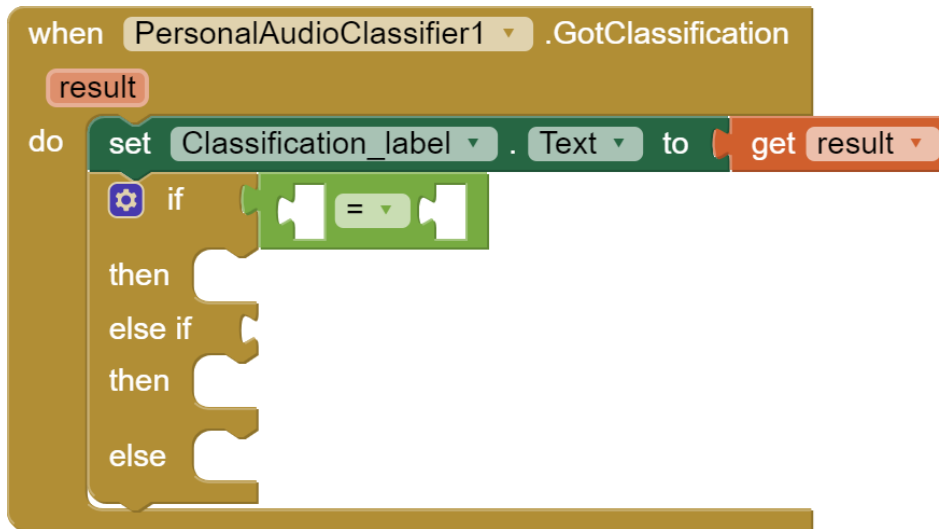 when PersonalAudioClassifier1 .GotClassification
result
do set Classification_label . Text to get result
if =
then
else if
then
else